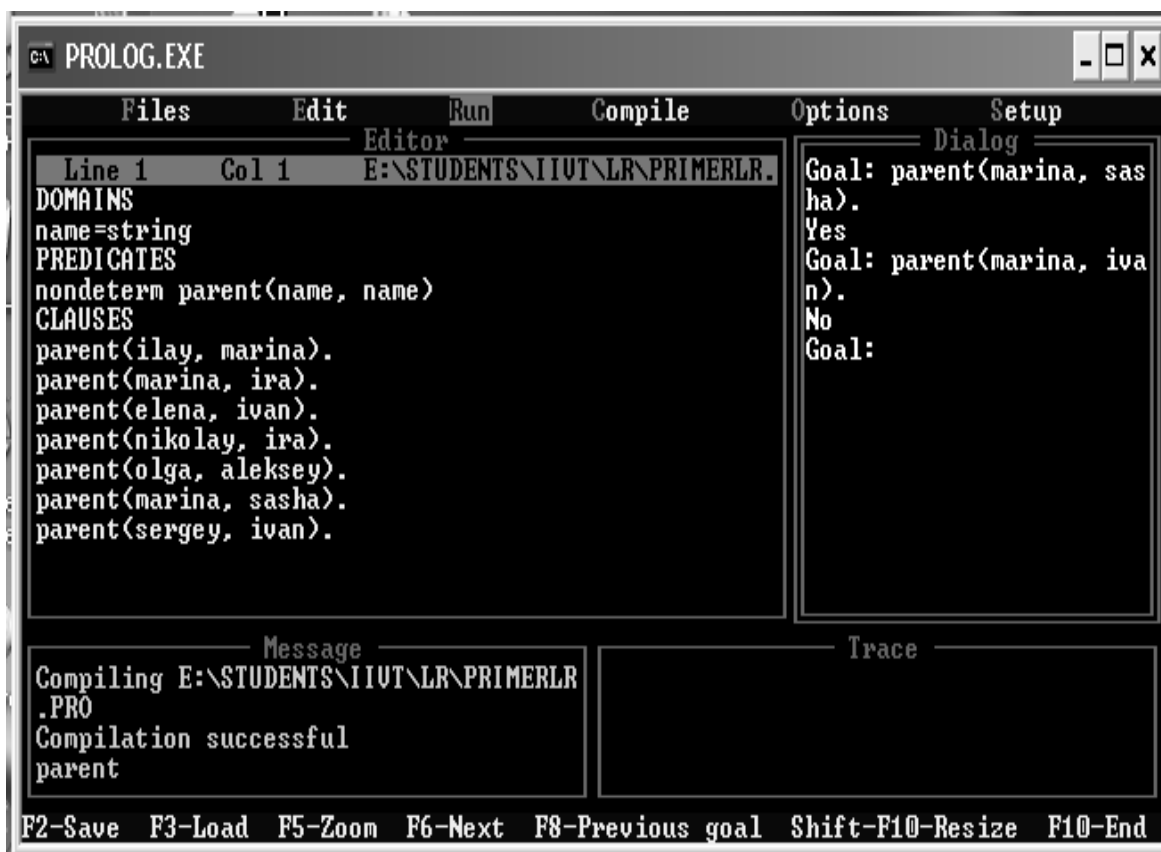 PROLOG.EXE
Files Edit Run Compile Options Setup
Editor
Line 1 Col 1 E:\STUDENTS\IIVT\LR\PRIMERLR.
DOMAINS
name=string
PREDICATES
nondeterm parent(name, name)
CLAUSES
parent(ilay, marina).
parent(marina, ira).
parent(elena, ivan).
parent(nikolay, ira).
parent(olga, aleksey).
parent(marina, sasha).
parent(sergey, ivan).
Dialog
Goal: parent(marina, sas
ha).
Yes
Goal: parent(marina, iva
n).
No
Goal:
Message
Compiling E:\STUDENTS\IIVT\LR\PRIMERLR
.PRO
Compilation successful
parent
Trace
F2-Save F3-Load F5-Zoom F6-Next F8-Previous goal Shift-F10-Resize F10-End